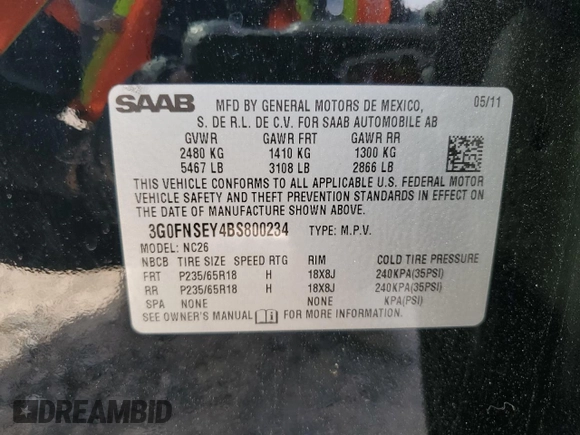 SAAB MFD BY GENERAL MOTORS DE MEXICO, 05/11
S. DE R.L. DE C.V. FOR SAAB AUTOMOBILE AB
GVWR GAWR FRT GAWR RR
2480 KG 1410 KG 1300 KG
5467 LB 3108 LB 2866 LB
THIS VEHICLE CONFORMS TO ALL APPLICABLE U.S. FEDERAL MOTOR
VEHICLE SAFETY AND THEFT PREVENTION STANDARDS IN EFFECT ON
THE DATE OF MANUFACTURE SHOWN ABOVE.
3G0FNSEY4BS800234 TYPE: M.P.V.
MODEL: NC26
NBCB TIRE SIZE SPEED RTG RIM COLD TIRE PRESSURE
FRT P235/65R18 H 18X8J 240KPA(35PSI)
RR P235/65R18 H 18X8J 240KPA(35PSI)
SPA NONE NONE KPA(PSI)
SEE OWNER'S MANUAL FOR MORE INFORMATION
DREAMBID